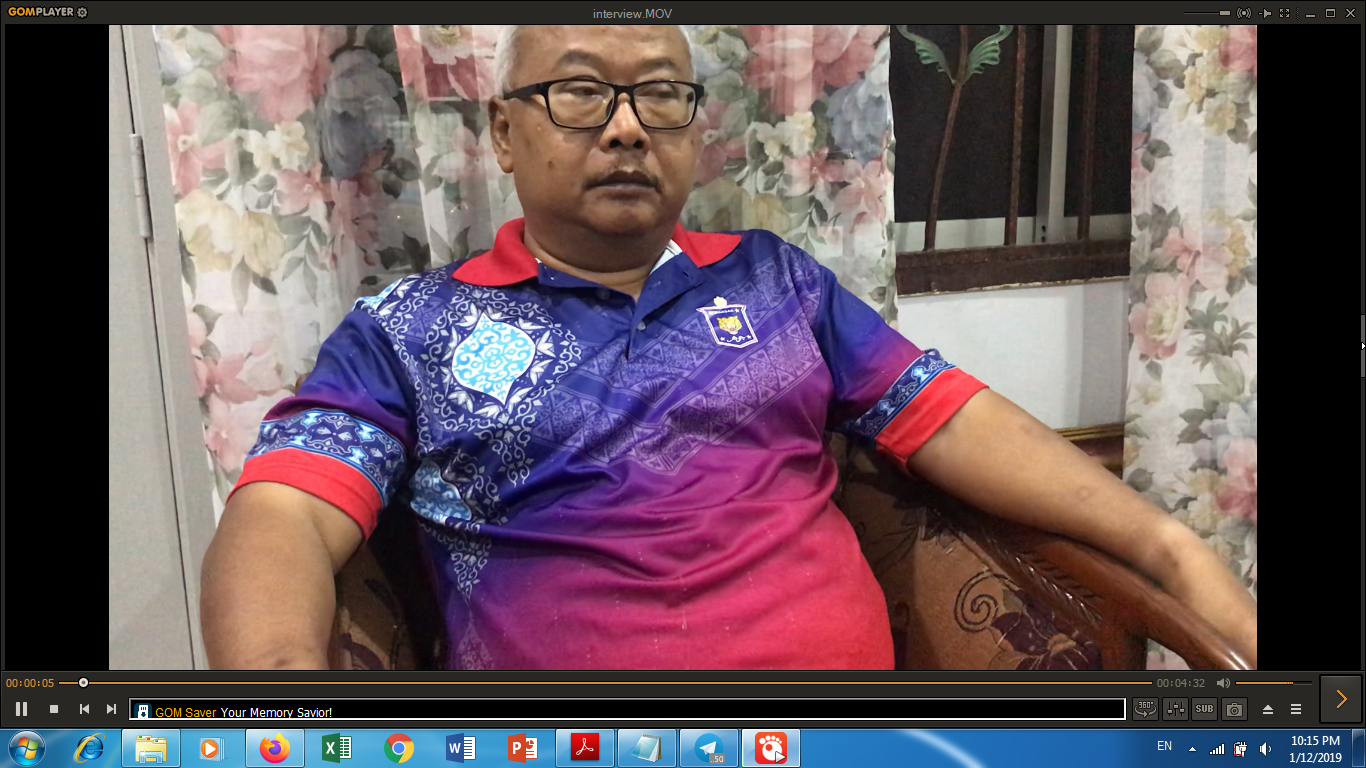 GOMPLAYER
interview.MOV
00:00:05
00:04:32
GOM Saver Your Memory Savior!
360°
SUB
EN
10:15 PM
1/12/2019
.50